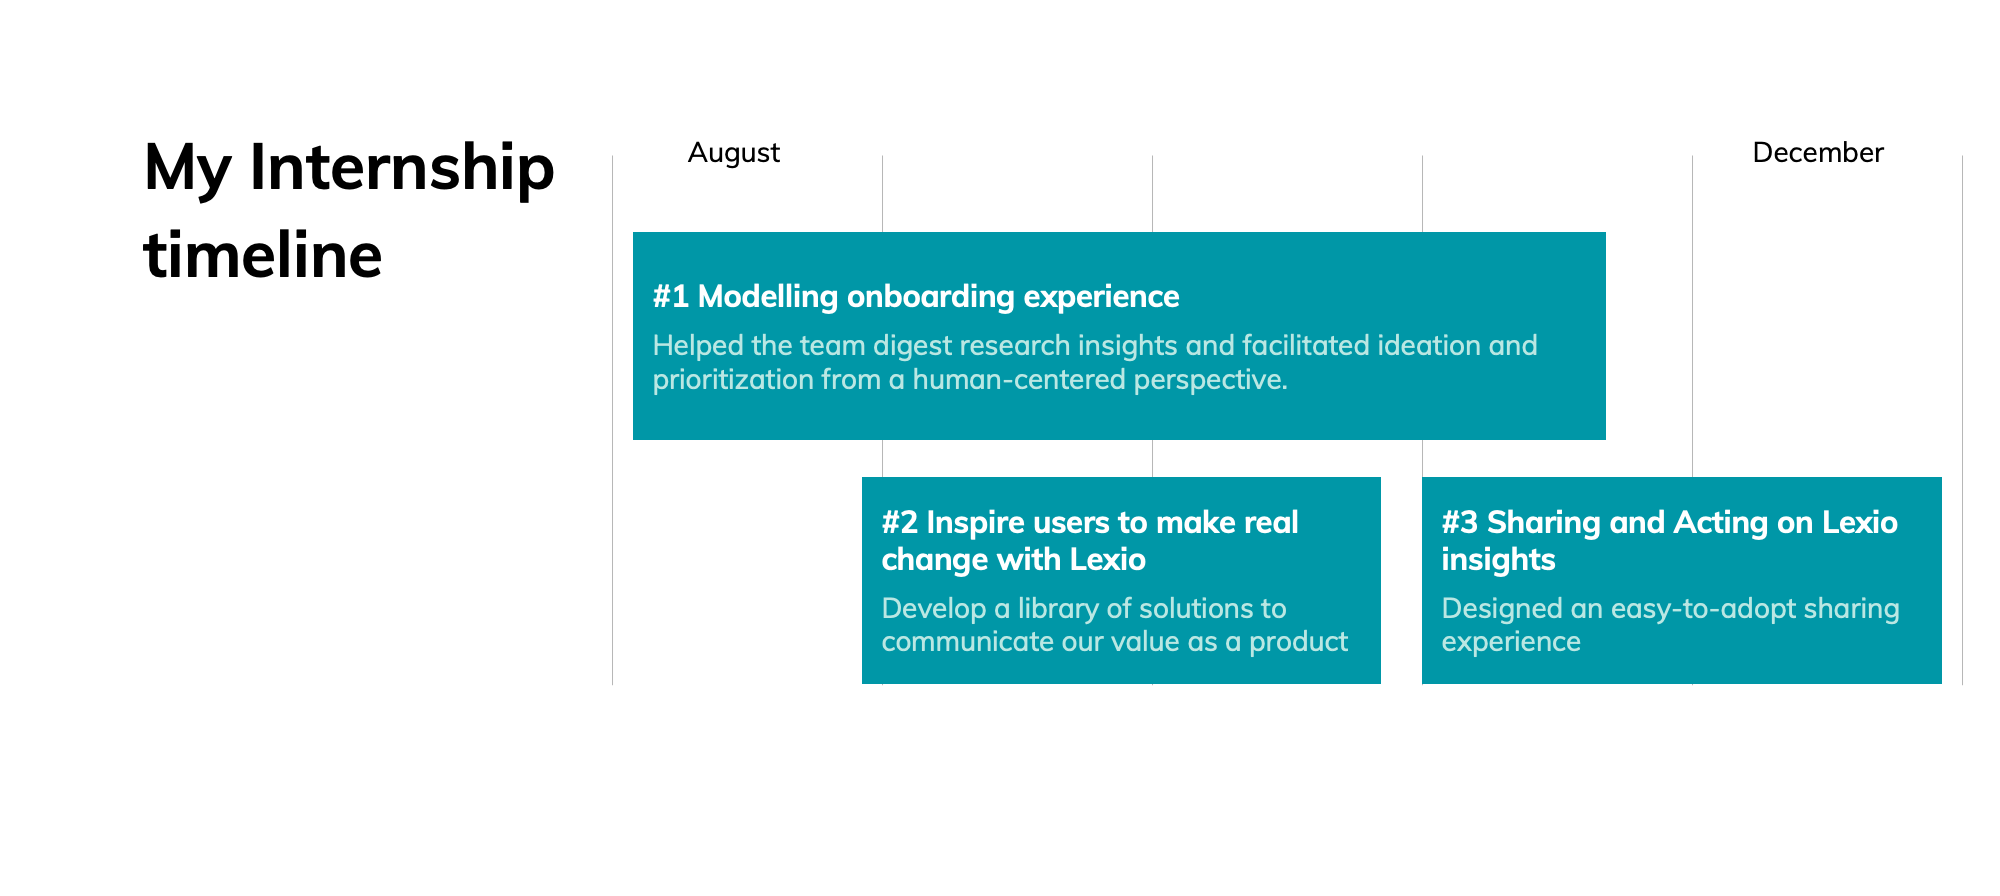 My Internship
timeline
August
December
#1 Modelling onboarding experience
Helped the team digest research insights and facilitated ideation and
prioritization from a human-centered perspective.
#2 Inspire users to make real
change with Lexio
Develop a library of solutions to
communicate our value as a product
#3 Sharing and Acting on Lexio
insights
Designed an easy-to-adopt sharing
experience